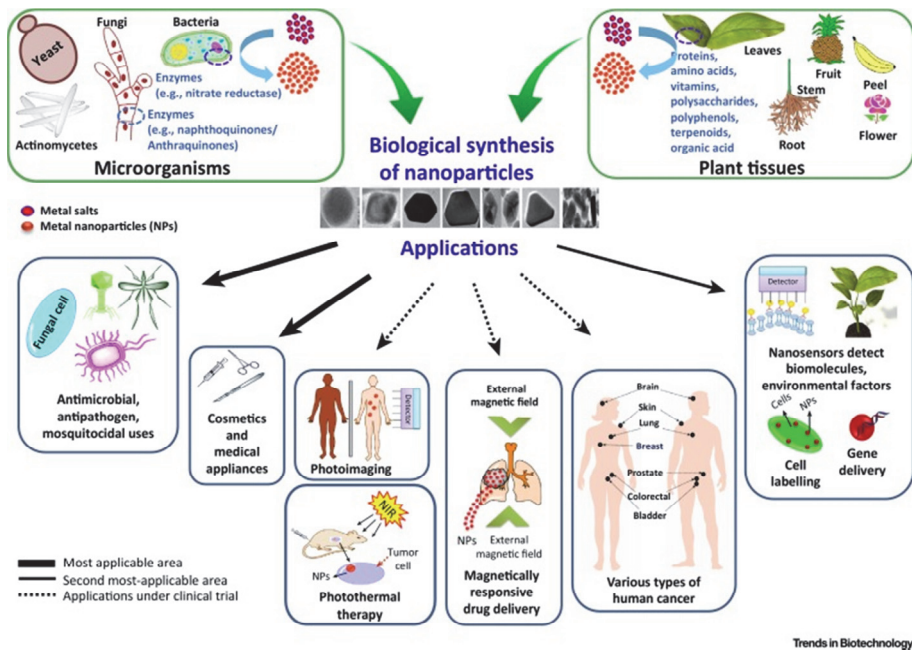 Yeast
Fungi
Bacteria
Enzymes
(e.g., nitrate reductase)
Enzymes
(e.g., naphthoquinones/
Anthraquinones)
Actinomycetes
Microorganisms
Leaves
Proteins,
amino acids,
vitamins,
polysaccharides,
polyphenols,
terpenoids,
organic acid
Stem
Root
Fruit
Peel
Flower
Plant tissues
Biological synthesis
of nanoparticles
Metal salts
Metal nanoparticles (NPs)
Applications
Fungal cell
Antimicrobial,
antipathogen,
mosquitocidal uses
Cosmetics and
medical
appliances
Detector
Photoimaging
NIR
NPs
Tumor
cell
Photothermal
therapy
External
magnetic field
NPs
External
magnetic field
Magnetically
responsive
drug delivery
Brain
Skin
Lung
Breast
Prostate
Colorectal
Bladder
Various types of
human cancer
Detector
Nanosensors detect
biomolecules,
environmental factors
Cells
NPs
Cell
labelling
Gene
delivery
Most applicable area
Second most-applicable area
Applications under clinical trial
Trends in Biotechnology